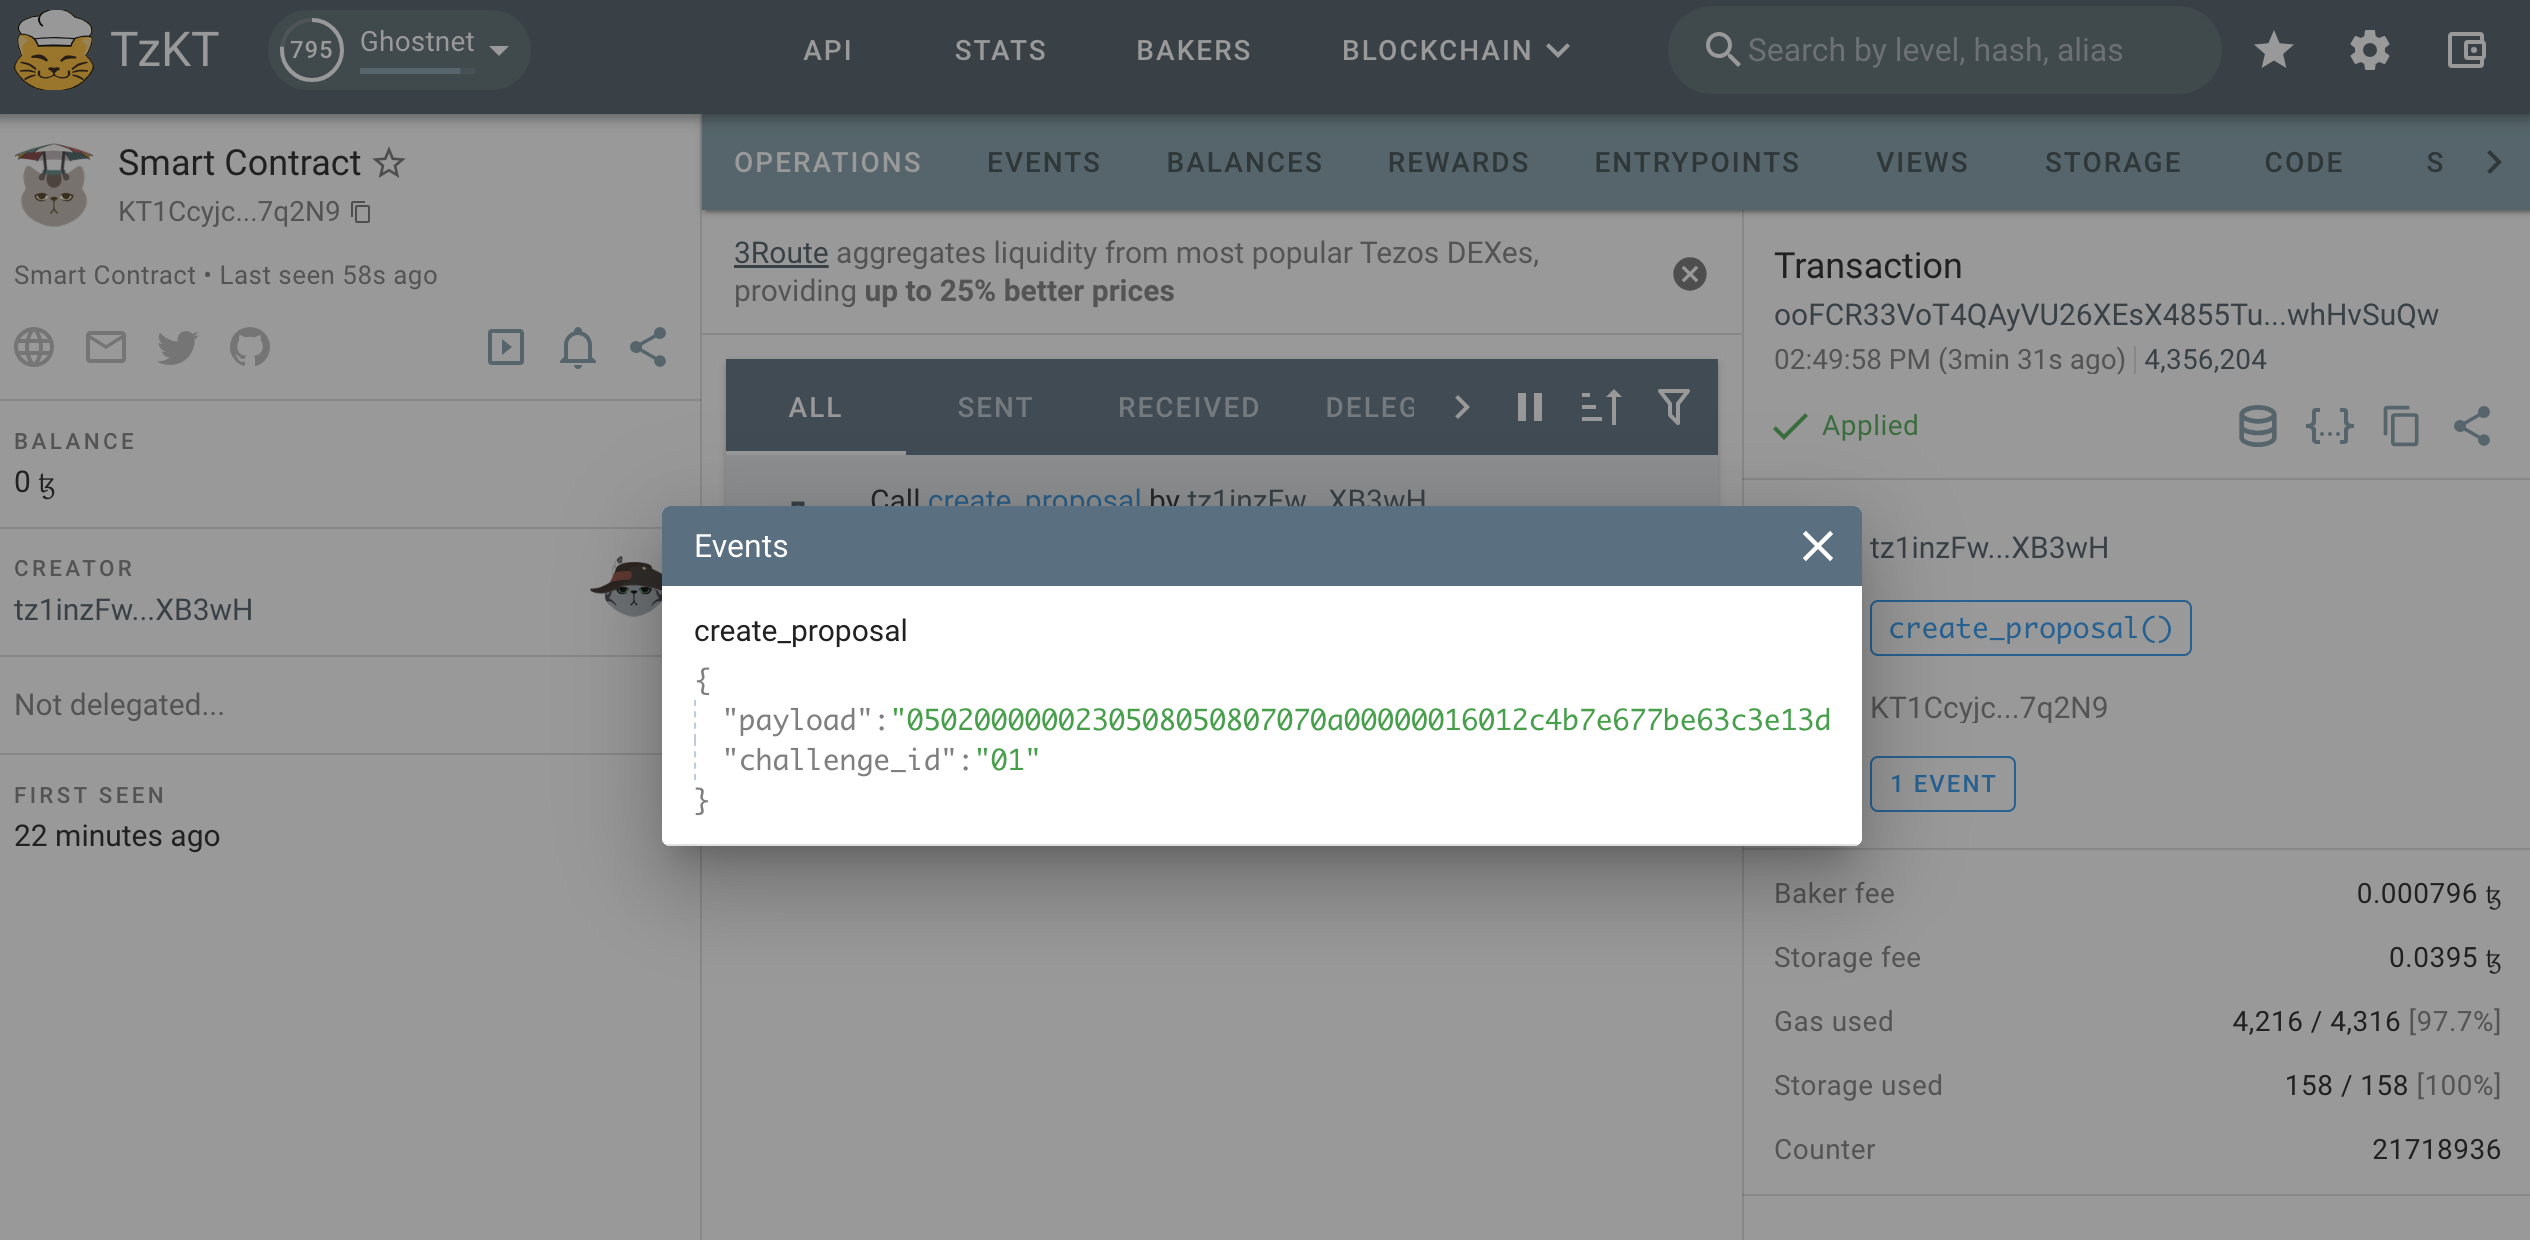 TzKT
795
Ghostnet
API
STATS
BAKERS
BLOCKCHAIN
Search by level, hash, alias
Smart Contract
KT1Ccyjc...7q2N9
Smart Contract • Last seen 58s ago
BALANCE
0 ꜩ
CREATOR
tz1inzFw...XB3wH
Not delegated...
FIRST SEEN
22 minutes ago
OPERATIONS
EVENTS
BALANCES
REWARDS
ENTRYPOINTS
VIEWS
STORAGE
CODE
S
3Route aggregates liquidity from most popular Tezos DEXes,
providing up to 25% better prices
ALL
SENT
RECEIVED
DELEG
Call create_proposal by tz1inzFw...XB3wH
Events
create_proposal
{
"payload":"0502000000230508050807070a00000016012c4b7e677be63c3e13d
"challenge_id":"01"
}
Transaction
ooFCR33VoT4QAyVU26XEsX4855Tu...whHvSuQw
02:49:58 PM (3min 31s ago) 4,356,204
Applied
{...}
tz1inzFw...XB3wH
create_proposal()
KT1Ccyjc...7q2N9
1 EVENT
Baker fee 0.000796 ꜩ
Storage fee 0.0395 ꜩ
Gas used 4,216 / 4,316 [97.7%]
Storage used 158 / 158 [100%]
Counter 21718936